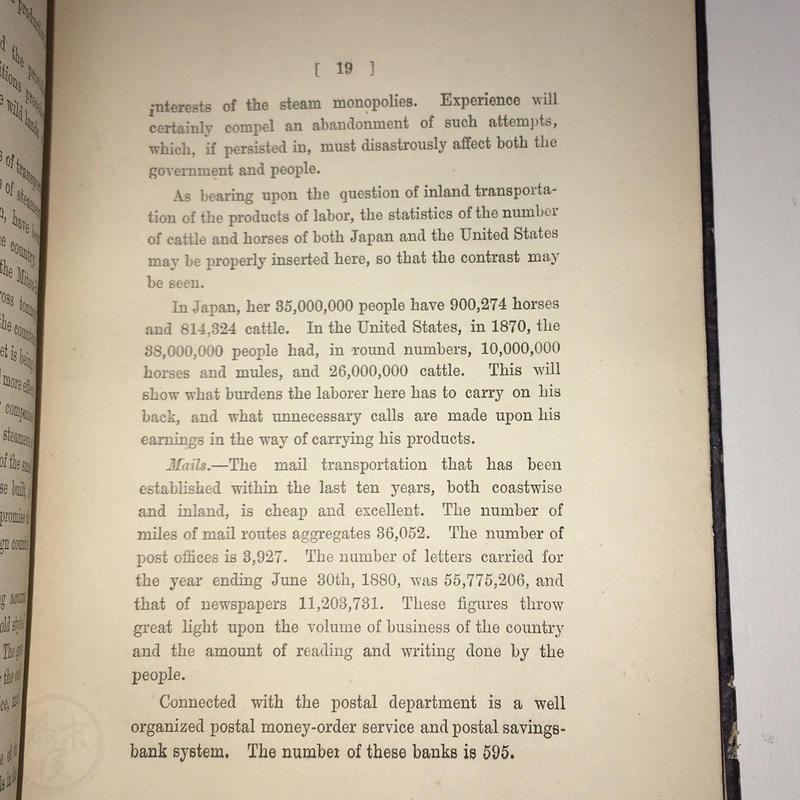 [ 19 ]
interests of the steam monopolies. Experience will
certainly compel an abandonment of such attempts,
which, if persisted in, must disastrously affect both the
government and people.
As bearing upon the question of inland transporta-
tion of the products of labor, the statistics of the number
of cattle and horses of both Japan and the United States
may be properly inserted here, so that the contrast may
be seen.
In Japan, her 35,000,000 people have 900,274 horses
and 814,324 cattle. In the United States, in 1870, the
38,000,000 people had, in round numbers, 10,000,000
horses and mules, and 26,000,000 cattle. This will
show what burdens the laborer here has to carry on his
back, and what unnecessary calls are made upon his
earnings in the way of carrying his products.
Mails.—The mail transportation that has been
established within the last ten years, both coastwise
and inland, is cheap and excellent. The number of
miles of mail routes aggregates 36,052. The number of
post offices is 3,927. The number of letters carried for
the year ending June 30th, 1880, was 55,775,206, and
that of newspapers 11,203,731. These figures throw
great light upon the volume of business of the country
and the amount of reading and writing done by the
people.
Connected with the postal department is a well
organized postal money-order service and postal savings-
bank system. The number of these banks is 595.